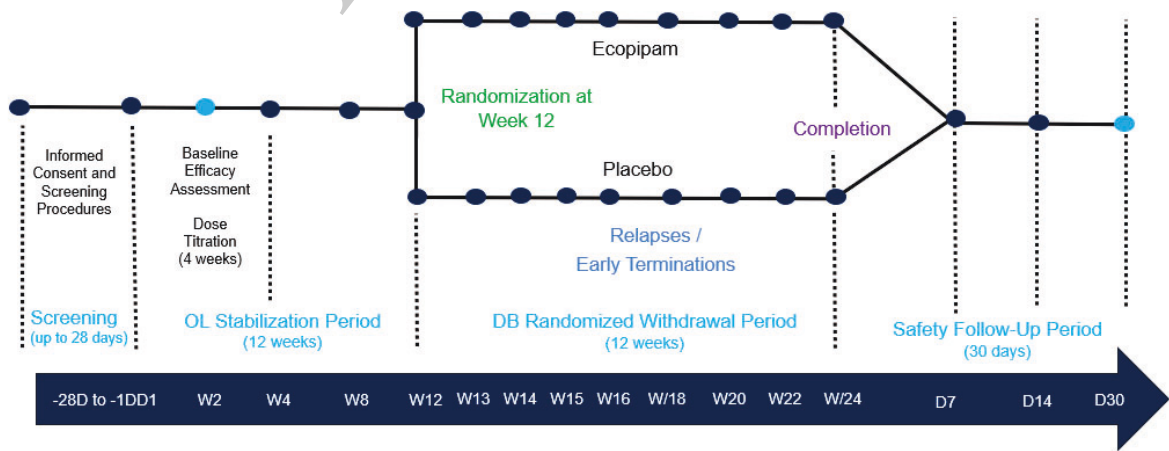 Ecopipam
Randomization at
Week 12
Completion
Informed
Consent and
Screening
Procedures
Baseline
Efficacy
Assessment
Dose
Titration
(4 weeks)
Placebo
Relapses /
Early Terminations
Screening
(up to 28 days)
OL Stabilization Period
(12 weeks)
DB Randomized Withdrawal Period
(12 weeks)
Safety Follow-Up Period
(30 days)
-28D to -1DD1 W2 W4 W8 W12 W13 W14 W15 W16 W/18 W20 W22 W/24 D7 D14 D30